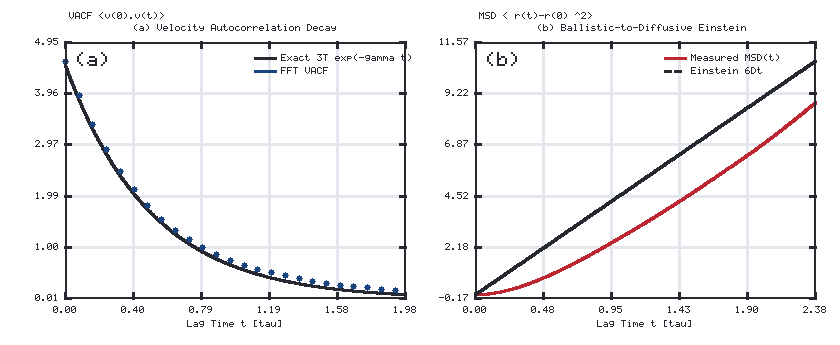 VACF <v(0).v(t)>
(a) Velocity Autocorrelation Decay
(a)
Exact 3T exp(-gamma t)
FFT VACF
4.95
3.96
2.97
1.99
1.00
0.01
0.00 0.40 0.79 1.19 1.58 1.98
Lag Time t [tau]
MSD < r(t)-r(0) ^2>
(b) Ballistic-to-Diffusive Einstein
(b)
Measured MSD(t)
Einstein 6Dt
11.57
9.22
6.87
4.52
2.18
-0.17
0.00 0.48 0.95 1.43 1.90 2.38
Lag Time t [tau]